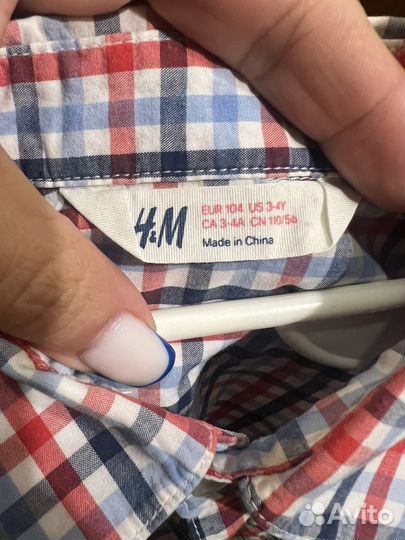 H&M
EUR 104 US 3-4Y
CA 3-4A CN 110/56
Made in China
Avito